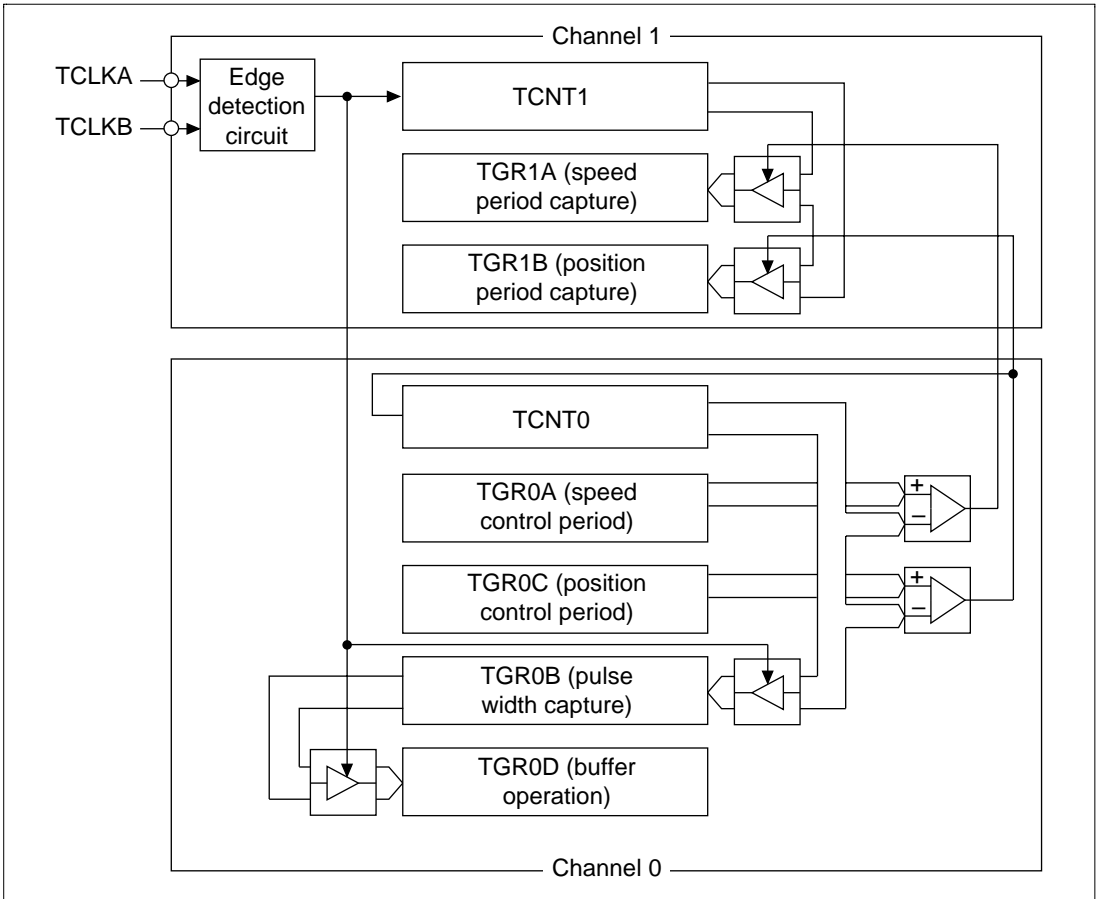 Channel 1
TCLKA
TCLKB
Edge
detection
circuit
TCNT1
TGR1A (speed
period capture)
TGR1B (position
period capture)
TCNT0
TGR0A (speed
control period)
+
−
TGR0C (position
control period)
+
−
TGR0B (pulse
width capture)
TGR0D (buffer
operation)
Channel 0